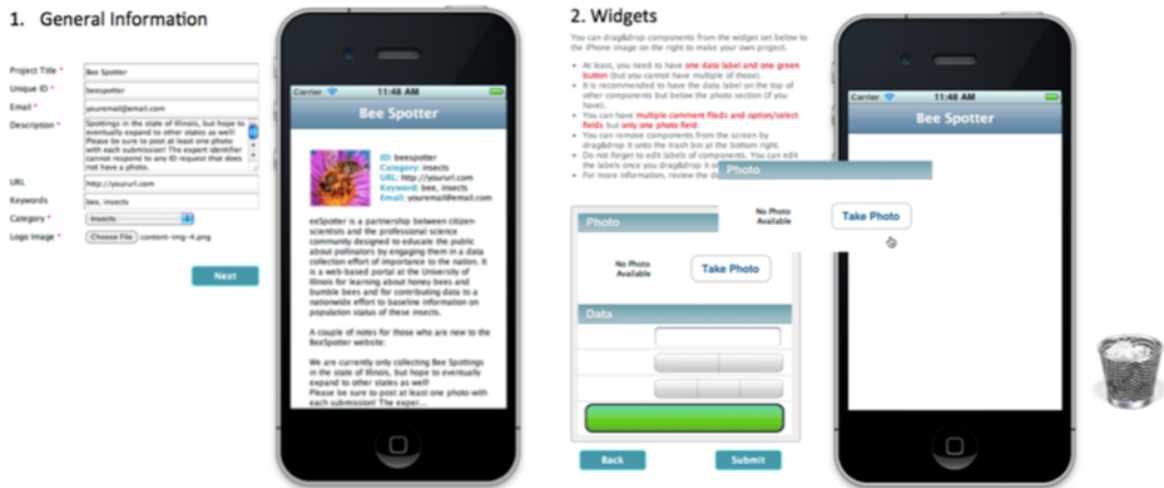 1. General Information
Project Title *
Bee Spotter
Unique ID *
beespotter
Email *
youremail@email.com
Description *
Spottings in the state of Illinois, but hope to
eventually expand to other states as well!
Please be sure to post at least one photo
with each submission! The expert identifier
cannot respond to any ID request that does
not have a photo.
URL
http://yoururl.com
Keywords
bee, insects
Category *
Insects
Logo Image *
Choose File content-img-4.png
Next
Carrier
11:48 AM
Bee Spotter
ID: beespotter
Category: insects
URL: http://yoururl.com
Keyword: bee, insects
Email: youremail@email.com
eeSpotter is a partnership between citizen-
scientists and the professional science
community designed to educate the public
about pollinators by engaging them in a data
collection effort of importance to the nation. It
is a web-based portal at the University of
Illinois for learning about honey bees and
bumble bees and for contributing data to a
nationwide effort to baseline information on
population status of these insects.
A couple of notes for those who are new to the
BeeSpotter website:
We are currently only collecting Bee Spottings
in the state of Illinois, but hope to eventually
expand to other states as well!
Please be sure to post at least one photo with
each submission! The exper...
2. Widgets
You can drag&drop components from the widget set below to
the iPhone image on the right to make your own project.
• At least, you need to have one data label and one green
button (but you cannot have multiple of those).
• It is recommended to have the data label on the top of
other components but below the photo section (if you
have).
• You can have multiple comment fileds and option/select
fields but only one photo field.
• You can remove components from the screen by
drag&drop it onto the trash bin at the bottom right.
• Do not forget to edit labels of components. You can edit
the labels once you drag&drop it
• For more information, review the
Photo
No Photo
Available
Take Photo
Data
Back
Submit
Photo
No Photo
Available
Take Photo
Carrier
11:48 AM
Bee Spotter